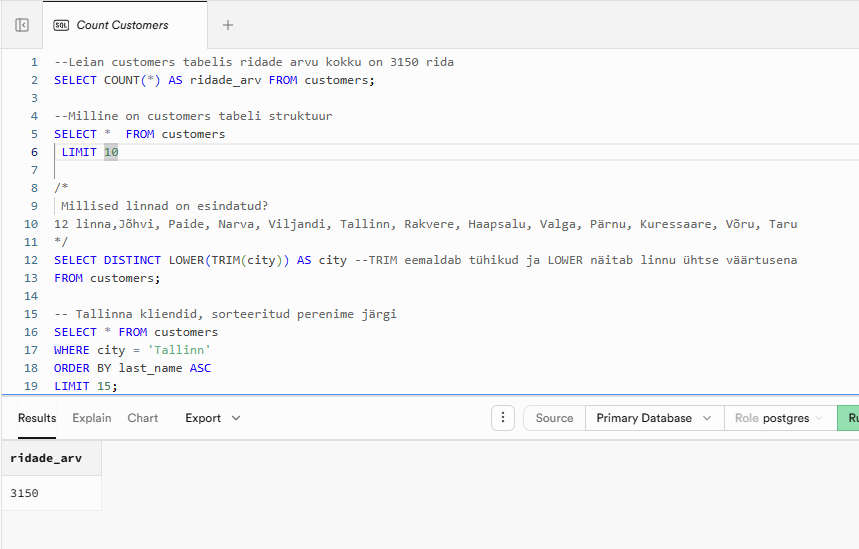 SQL Count Customers +
1 --Leian customers tabelis ridade arvu kokku on 3150 rida
2 SELECT COUNT(*) AS ridade_arv FROM customers;
3
4 --Milline on customers tabeli struktuur
5 SELECT *  FROM customers
6 LIMIT 10
7
8 /*
9 Millised linnad on esindatud?
10 12 linna,Jõhvi, Paide, Narva, Viljandi, Tallinn, Rakvere, Haapsalu, Valga, Pärnu, Kuressaare, Võru, Taru
11 */
12 SELECT DISTINCT LOWER(TRIM(city)) AS city --TRIM eemaldab tühikud ja LOWER näitab linnu ühtse väärtusena
13 FROM customers;
14
15 -- Tallinna kliendid, sorteeritud perenime järgi
16 SELECT * FROM customers
17 WHERE city = 'Tallinn'
18 ORDER BY last_name ASC
19 LIMIT 15;
Results Explain Chart Export Source Primary Database Role postgres Ru
ridade_arv
3150